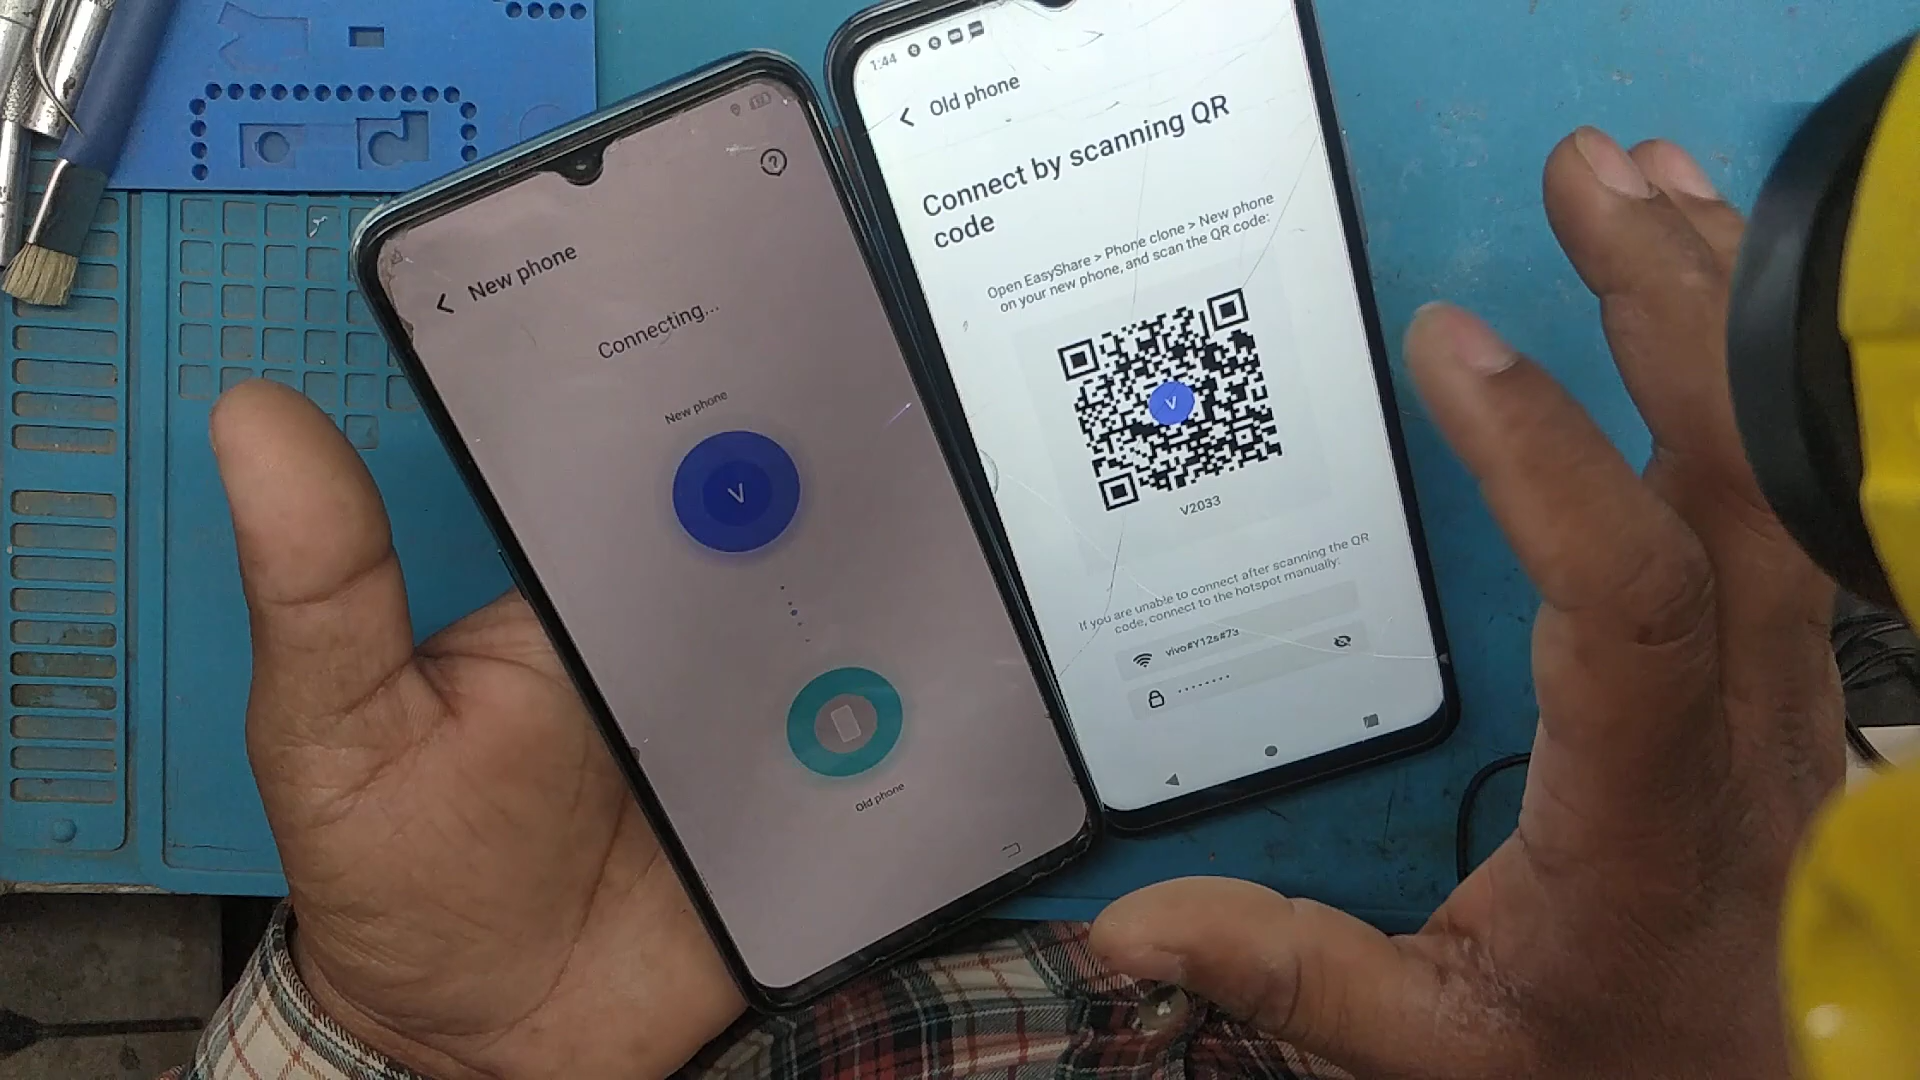 New phone
Connecting...
New phone
V
Old phone
1:44
Old phone
Connect by scanning QR
code
Open EasyShare > Phone clone > New phone
on your new phone, and scan the QR code:
V
V2033
If you are unable to connect after scanning the QR
code, connect to the hotspot manually:
vivo#Y12s#73
········